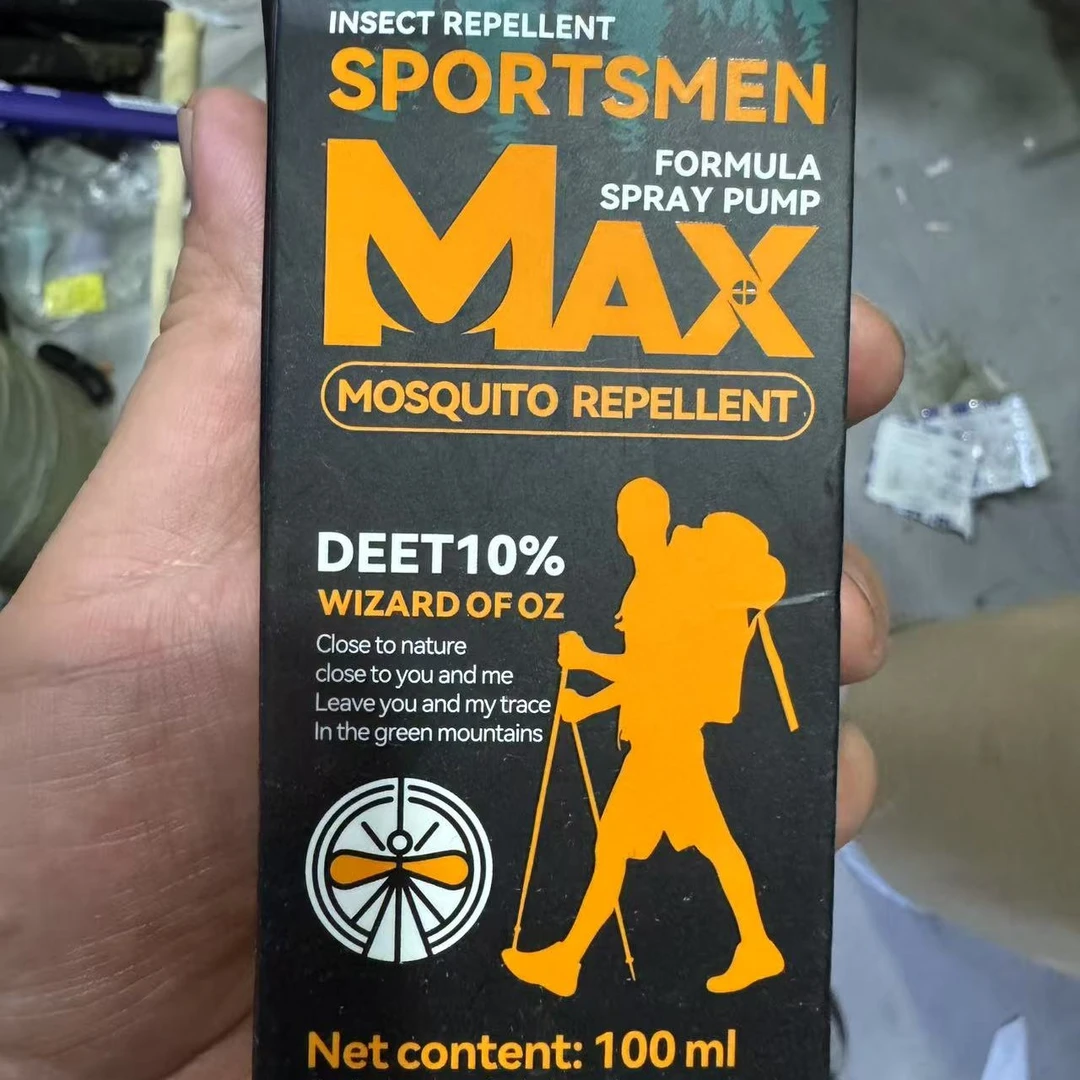 INSECT REPELLENT
SPORTSMEN
FORMULA
SPRAY PUMP
MAX
MOSQUITO REPELLENT
DEET10%
WIZARD OF OZ
Close to nature
close to you and me
Leave you and my trace
In the green mountains
Net content: 100 ml